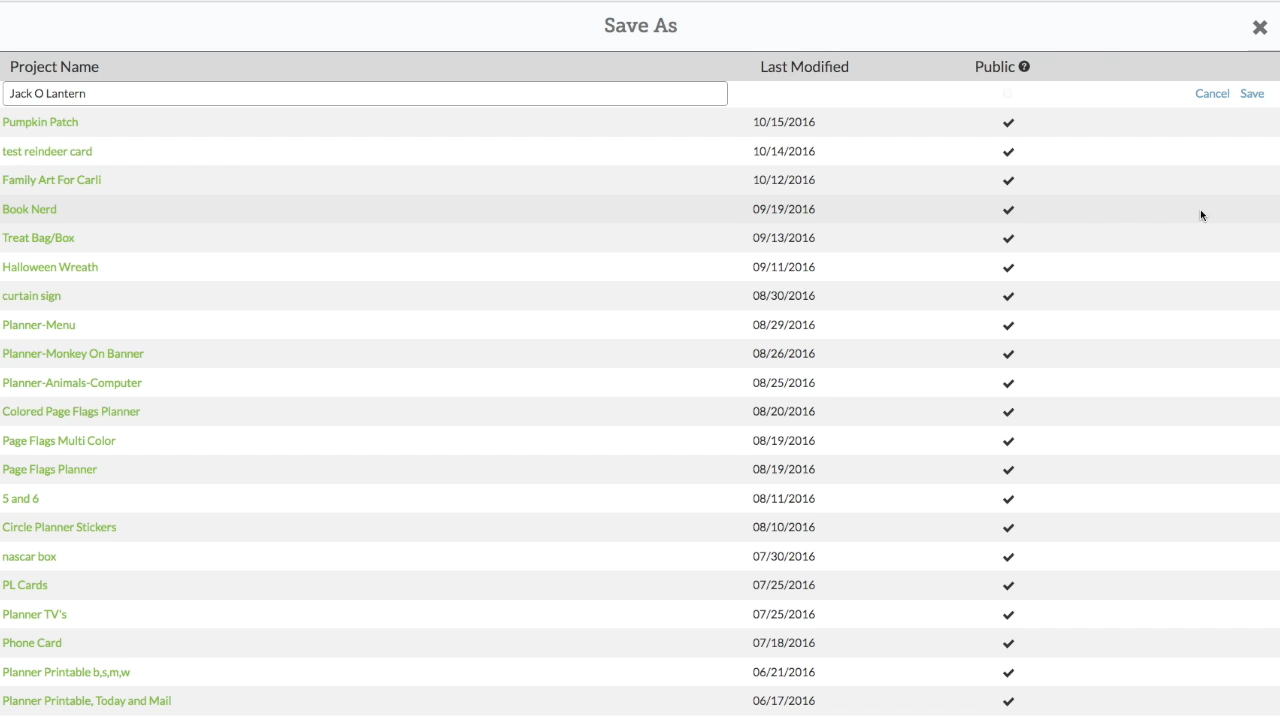 Save As
Project Name Last Modified Public
Jack O Lantern Cancel Save
Pumpkin Patch 10/15/2016
test reindeer card 10/14/2016
Family Art For Carli 10/12/2016
Book Nerd 09/19/2016
Treat Bag/Box 09/13/2016
Halloween Wreath 09/11/2016
curtain sign 08/30/2016
Planner-Menu 08/29/2016
Planner-Monkey On Banner 08/26/2016
Planner-Animals-Computer 08/25/2016
Colored Page Flags Planner 08/20/2016
Page Flags Multi Color 08/19/2016
Page Flags Planner 08/19/2016
5 and 6 08/11/2016
Circle Planner Stickers 08/10/2016
nascar box 07/30/2016
PL Cards 07/25/2016
Planner TV's 07/25/2016
Phone Card 07/18/2016
Planner Printable b,s,m,w 06/21/2016
Planner Printable, Today and Mail 06/17/2016